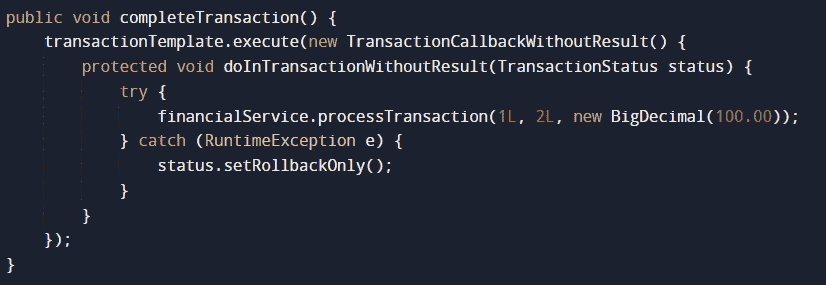 public void completeTransaction() {
    transactionTemplate.execute(new TransactionCallbackWithoutResult() {
        protected void doInTransactionWithoutResult(TransactionStatus status) {
            try {
                financialService.processTransaction(1L, 2L, new BigDecimal(100.00));
            } catch (RuntimeException e) {
                status.setRollbackOnly();
            }
        }
    });
}